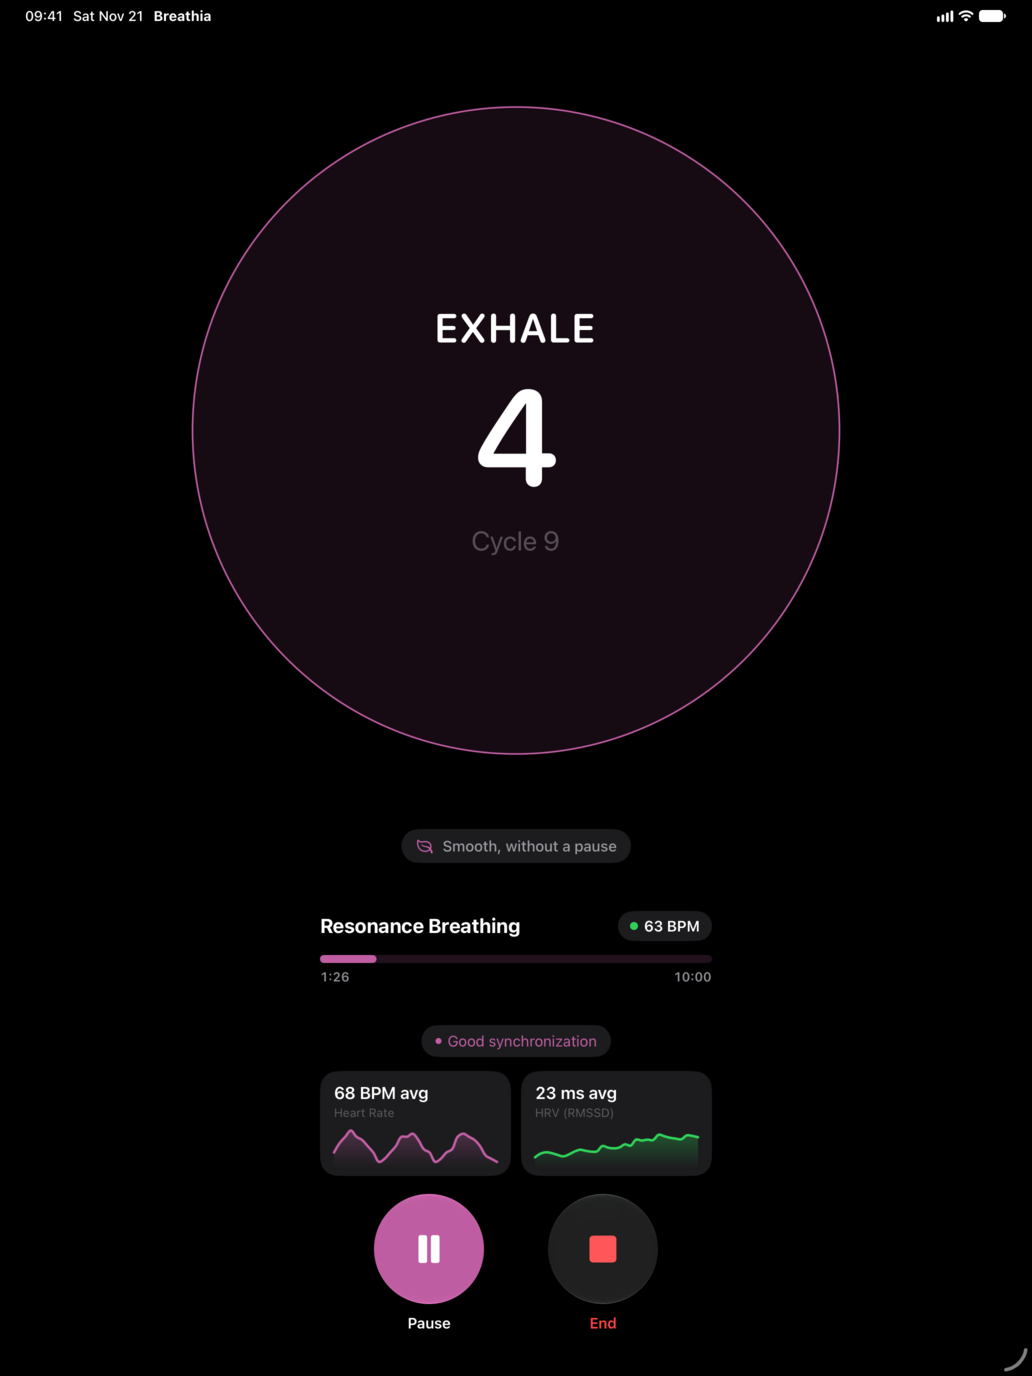 09:41 Sat Nov 21 Breathia
EXHALE
4
Cycle 9
Smooth, without a pause
Resonance Breathing
63 BPM
1:26
10:00
Good synchronization
68 BPM avg
Heart Rate
23 ms avg
HRV (RMSSD)
Pause
End